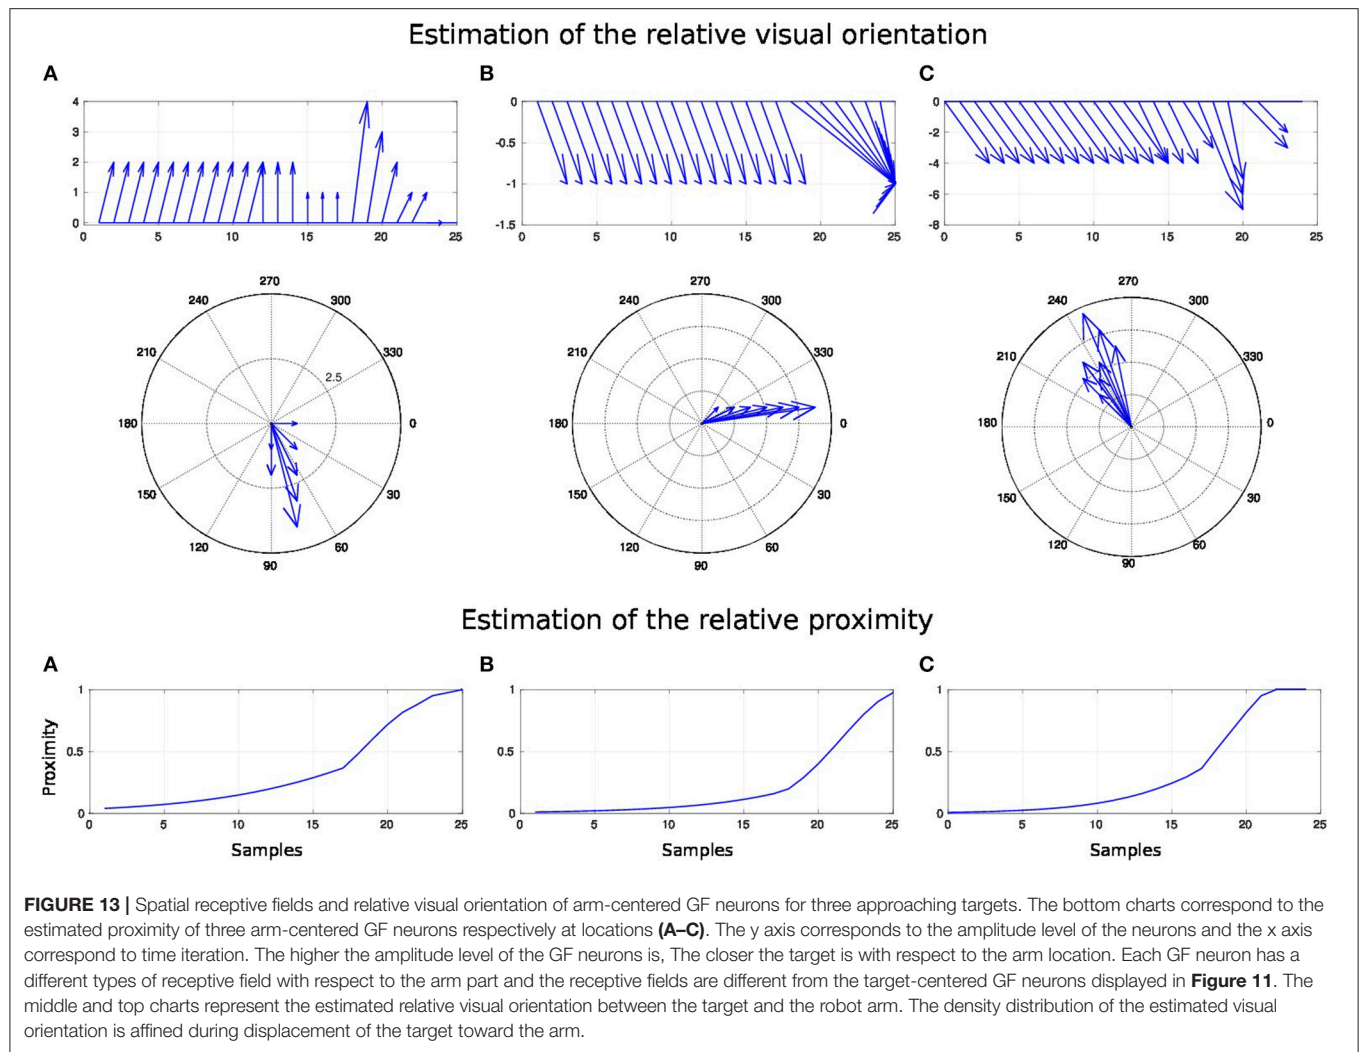 Estimation of the relative visual orientation
A
B
C
4
3
2
1
0
0 5 10 15 20 25
0
-0.5
-1
-1.5
0 5 10 15 20 25
0
-2
-4
-6
-8
0 5 10 15 20 25
270
240 300
210 330
2.5
180 0
150 30
120 60
90
270
240 300
210 330
180 0
150 30
120 60
90
270
240 300
210 330
180 0
150 30
120 60
90
Estimation of the relative proximity
A
B
C
Proximity
1
0.5
0
0 5 10 15 20 25
Samples
1
0.5
0
0 5 10 15 20 25
Samples
1
0.5
0
0 5 10 15 20 25
Samples
FIGURE 13 | Spatial receptive fields and relative visual orientation of arm-centered GF neurons for three approaching targets. The bottom charts correspond to the
estimated proximity of three arm-centered GF neurons respectively at locations (A–C). The y axis corresponds to the amplitude level of the neurons and the x axis
correspond to time iteration. The higher the amplitude level of the GF neurons is, The closer the target is with respect to the arm location. Each GF neuron has a
different types of receptive field with respect to the arm part and the receptive fields are different from the target-centered GF neurons displayed in Figure 11. The
middle and top charts represent the estimated relative visual orientation between the target and the robot arm. The density distribution of the estimated visual
orientation is affined during displacement of the target toward the arm.